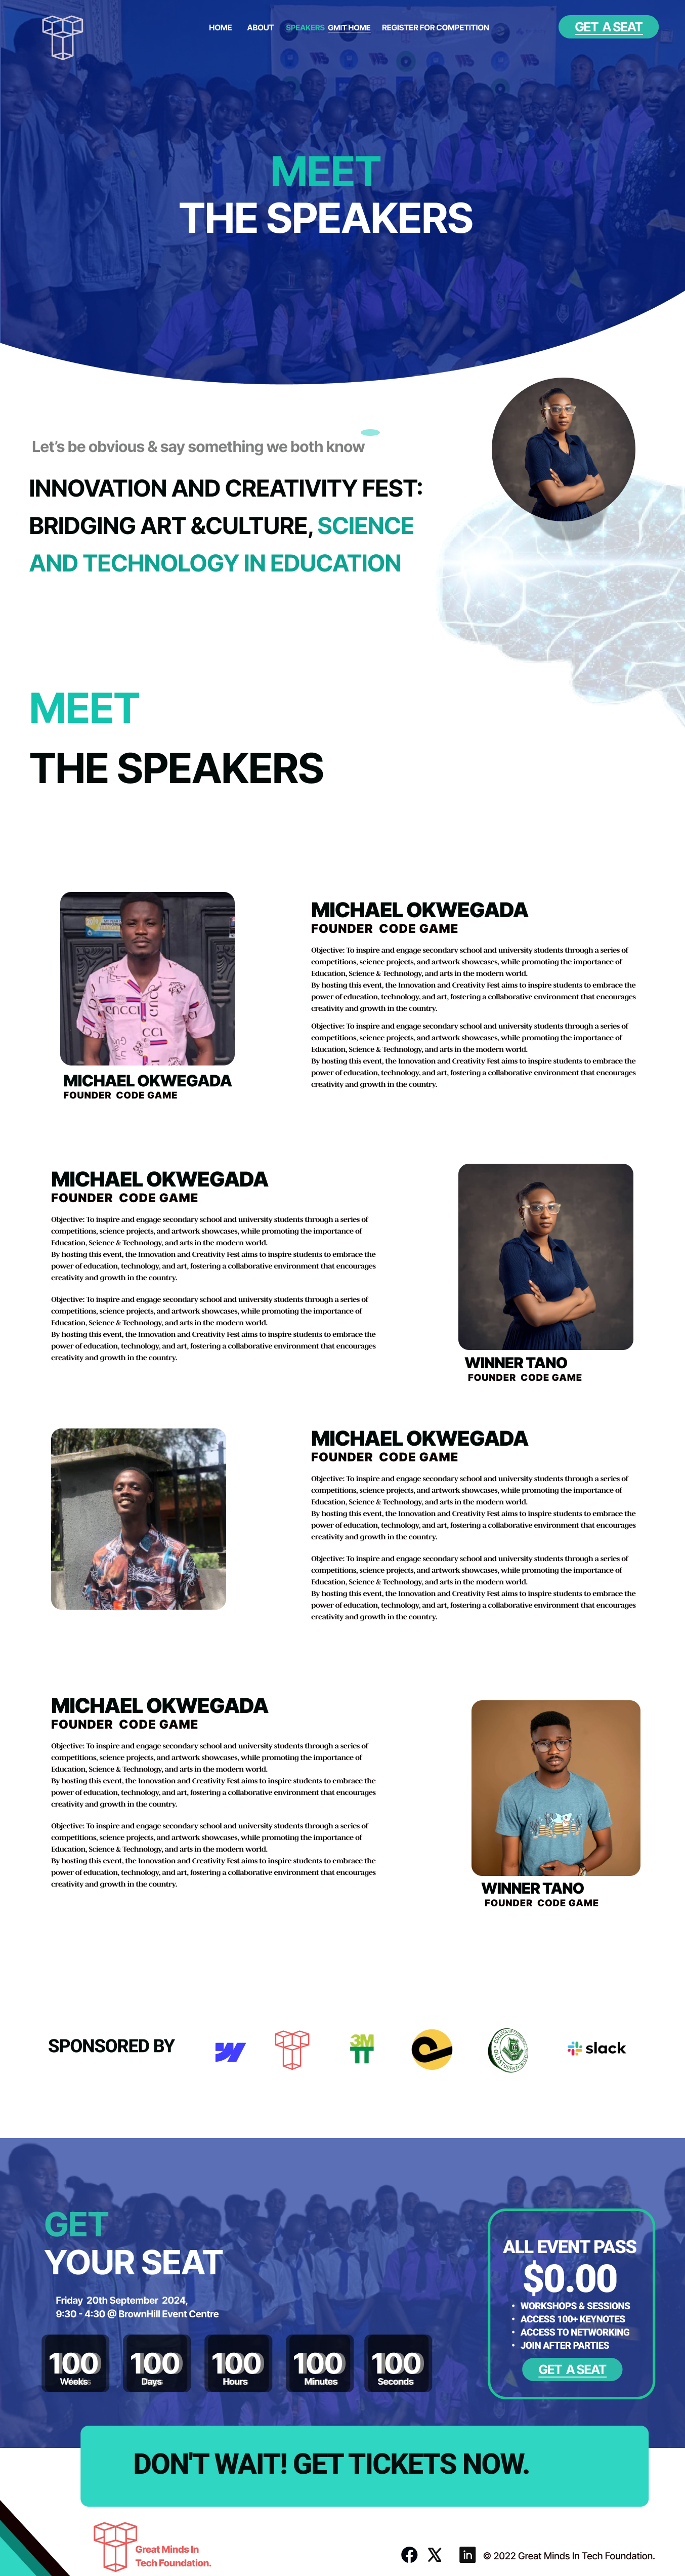 HOME ABOUT SPEAKERS GMIT HOME REGISTER FOR COMPETITION GET A SEAT
MEET
THE SPEAKERS
Let's be obvious & say something we both know
INNOVATION AND CREATIVITY FEST:
BRIDGING ART &CULTURE, SCIENCE
AND TECHNOLOGY IN EDUCATION
MEET
THE SPEAKERS
MICHAEL OKWEGADA
FOUNDER CODE GAME
MICHAEL OKWEGADA
FOUNDER CODE GAME
Objective: To inspire and engage secondary school and university students through a series of
competitions, science projects, and artwork showcases, while promoting the importance of
Education, Science & Technology, and arts in the modern world.
By hosting this event, the Innovation and Creativity Fest aims to inspire students to embrace the
power of education, technology, and art, fostering a collaborative environment that encourages
creativity and growth in the country.
Objective: To inspire and engage secondary school and university students through a series of
competitions, science projects, and artwork showcases, while promoting the importance of
Education, Science & Technology, and arts in the modern world.
By hosting this event, the Innovation and Creativity Fest aims to inspire students to embrace the
power of education, technology, and art, fostering a collaborative environment that encourages
creativity and growth in the country.
MICHAEL OKWEGADA
FOUNDER CODE GAME
Objective: To inspire and engage secondary school and university students through a series of
competitions, science projects, and artwork showcases, while promoting the importance of
Education, Science & Technology, and arts in the modern world.
By hosting this event, the Innovation and Creativity Fest aims to inspire students to embrace the
power of education, technology, and art, fostering a collaborative environment that encourages
creativity and growth in the country.
Objective: To inspire and engage secondary school and university students through a series of
competitions, science projects, and artwork showcases, while promoting the importance of
Education, Science & Technology, and arts in the modern world.
By hosting this event, the Innovation and Creativity Fest aims to inspire students to embrace the
power of education, technology, and art, fostering a collaborative environment that encourages
creativity and growth in the country.
WINNER TANO
FOUNDER CODE GAME
MICHAEL OKWEGADA
FOUNDER CODE GAME
Objective: To inspire and engage secondary school and university students through a series of
competitions, science projects, and artwork showcases, while promoting the importance of
Education, Science & Technology, and arts in the modern world.
By hosting this event, the Innovation and Creativity Fest aims to inspire students to embrace the
power of education, technology, and art, fostering a collaborative environment that encourages
creativity and growth in the country.
Objective: To inspire and engage secondary school and university students through a series of
competitions, science projects, and artwork showcases, while promoting the importance of
Education, Science & Technology, and arts in the modern world.
By hosting this event, the Innovation and Creativity Fest aims to inspire students to embrace the
power of education, technology, and art, fostering a collaborative environment that encourages
creativity and growth in the country.
MICHAEL OKWEGADA
FOUNDER CODE GAME
Objective: To inspire and engage secondary school and university students through a series of
competitions, science projects, and artwork showcases, while promoting the importance of
Education, Science & Technology, and arts in the modern world.
By hosting this event, the Innovation and Creativity Fest aims to inspire students to embrace the
power of education, technology, and art, fostering a collaborative environment that encourages
creativity and growth in the country.
Objective: To inspire and engage secondary school and university students through a series of
competitions, science projects, and artwork showcases, while promoting the importance of
Education, Science & Technology, and arts in the modern world.
By hosting this event, the Innovation and Creativity Fest aims to inspire students to embrace the
power of education, technology, and art, fostering a collaborative environment that encourages
creativity and growth in the country.
WINNER TANO
FOUNDER CODE GAME
SPONSORED BY
3M
TT
slack
GET
YOUR SEAT
Friday 20th September 2024,
9:30 - 4:30 @ BrownHill Event Centre
100 100 100 100 100
Weeks Days Hours Minutes Seconds
ALL EVENT PASS
$0.00
• WORKSHOPS & SESSIONS
• ACCESS 100+ KEYNOTES
• ACCESS TO NETWORKING
• JOIN AFTER PARTIES
GET A SEAT
DON'T WAIT! GET TICKETS NOW.
Great Minds In
Tech Foundation.
© 2022 Great Minds In Tech Foundation.